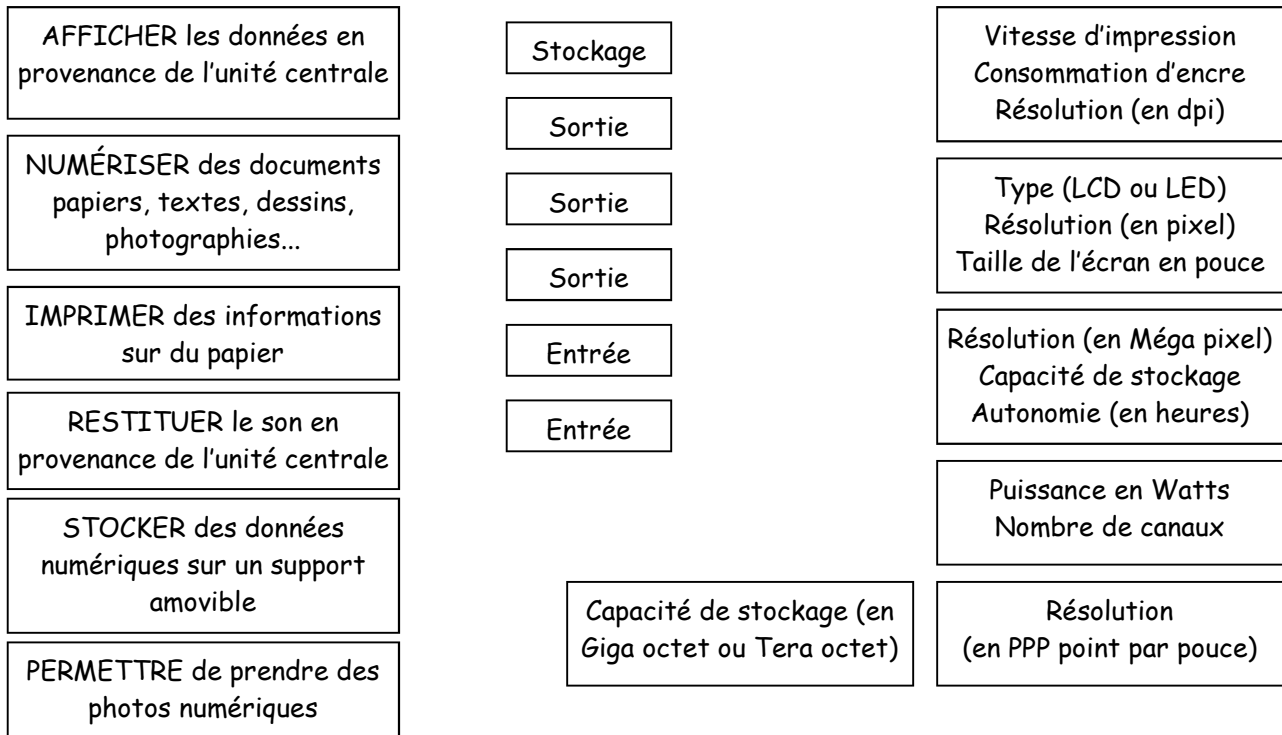 AFFICHER les données en
provenance de l'unité centrale
NUMÉRISER des documents
papiers, textes, dessins,
photographies...
IMPRIMER des informations
sur du papier
RESTITUER le son en
provenance de l'unité centrale
STOCKER des données
numériques sur un support
amovible
PERMETTRE de prendre des
photos numériques
Stockage
Sortie
Sortie
Sortie
Entrée
Entrée
Capacité de stockage (en
Giga octet ou Tera octet)
Vitesse d'impression
Consommation d'encre
Résolution (en dpi)
Type (LCD ou LED)
Résolution (en pixel)
Taille de l'écran en pouce
Résolution (en Méga pixel)
Capacité de stockage
Autonomie (en heures)
Puissance en Watts
Nombre de canaux
Résolution
(en PPP point par pouce)